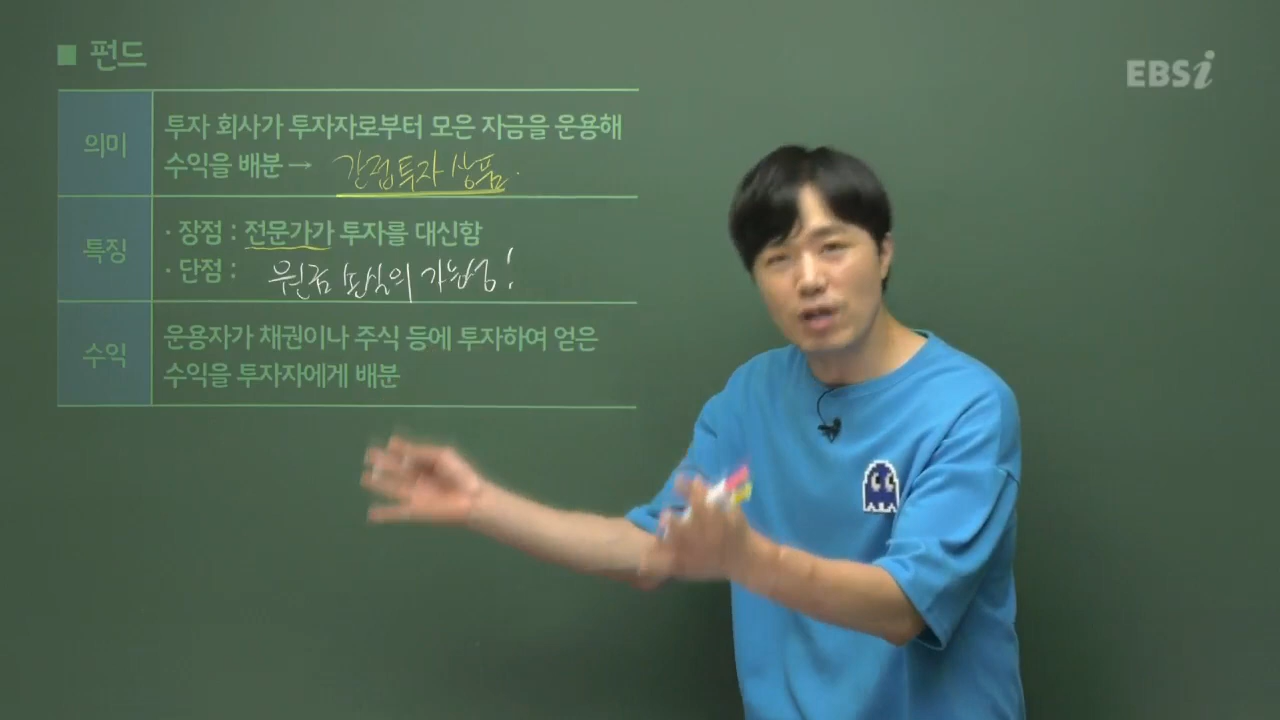 ■ 펀드
EBSi
의미
투자 회사가 투자자로부터 모은 자금을 운용해
수익을 배분 → 간접투자 상품.
특징
· 장점 : 전문가가 투자를 대신함
· 단점 : 원금 손실의 가능성!
수익
운용자가 채권이나 주식 등에 투자하여 얻은
수익을 투자자에게 배분